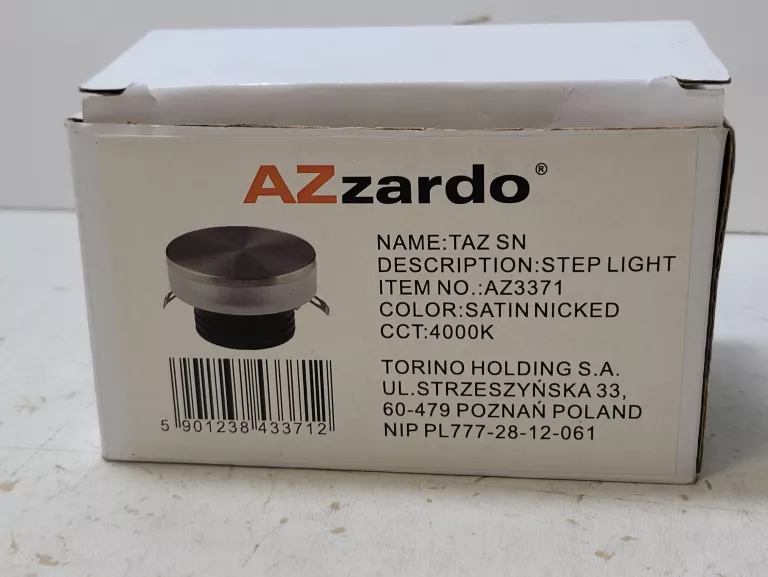 AZzardo®
NAME:TAZ SN
DESCRIPTION:STEP LIGHT
ITEM NO.:AZ3371
COLOR:SATIN NICKED
CCT:4000K
TORINO HOLDING S.A.
UL.STRZESZYŃSKA 33,
60-479 POZNAŃ POLAND
NIP PL777-28-12-061
5 901238 433712